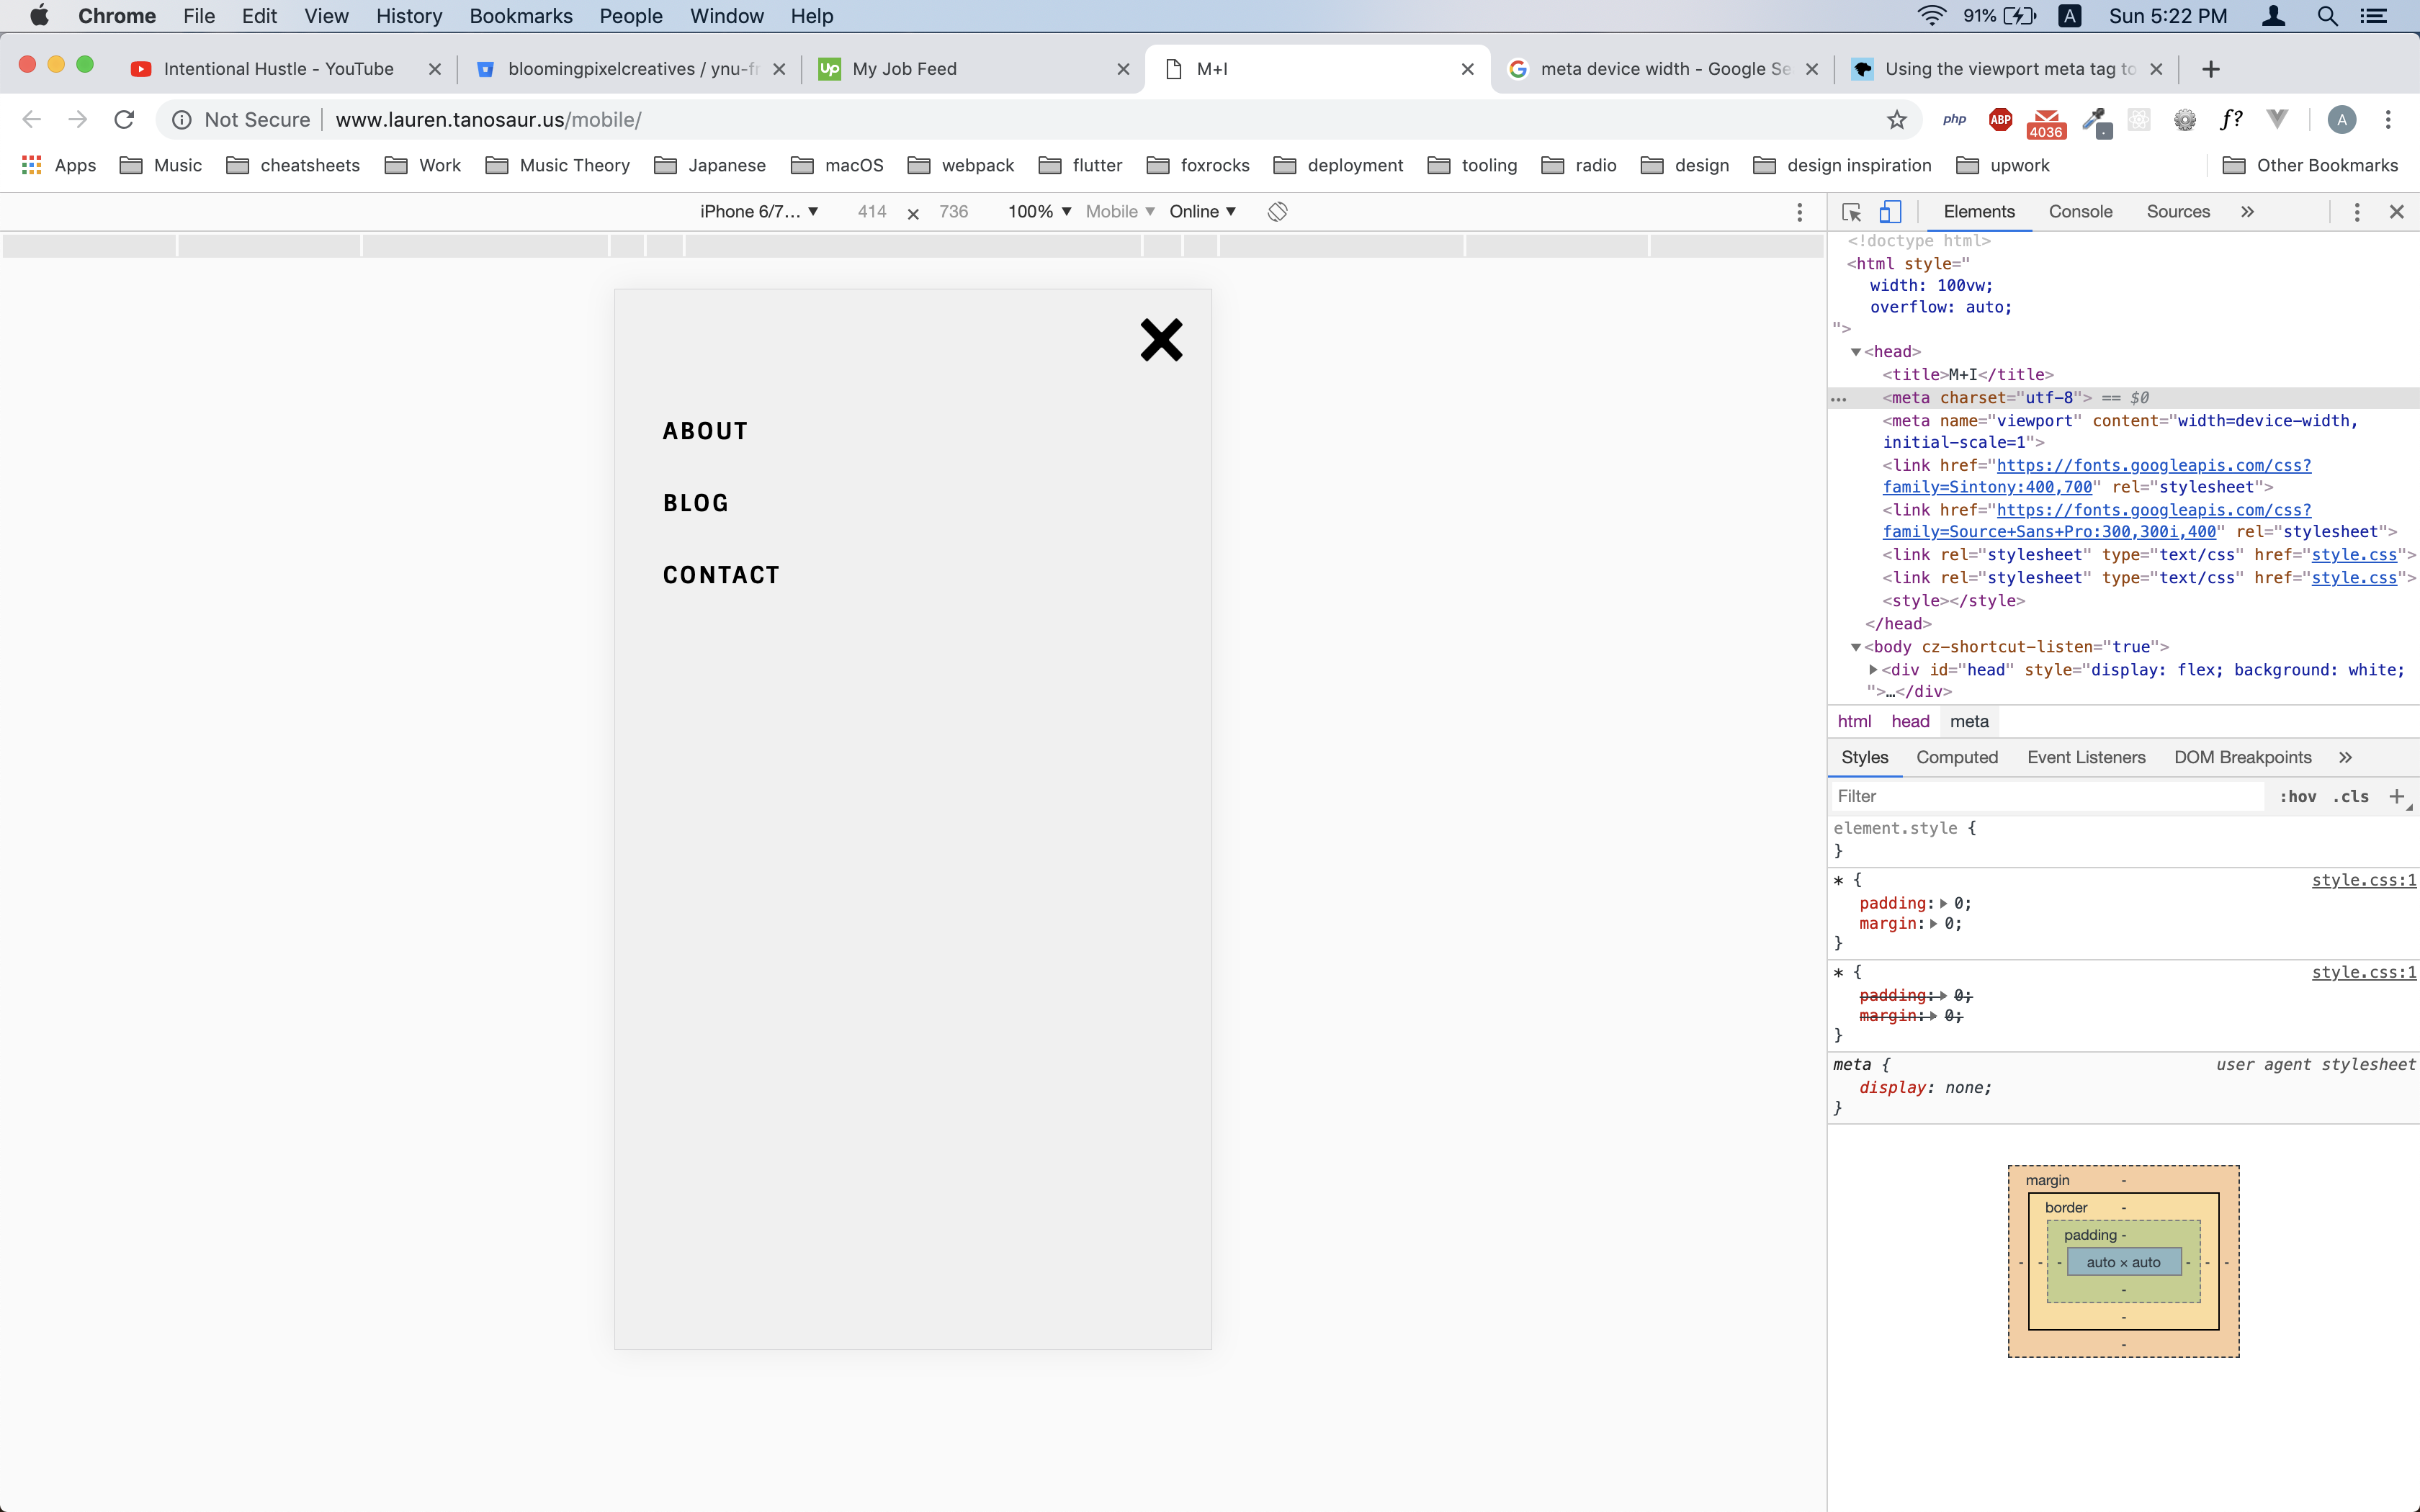 Chrome File Edit View History Bookmarks People Window Help 91% A Sun 5:22 PM
Intentional Hustle - YouTube bloomingpixelcreatives / ynu-fr up My Job Feed M+I meta device width - Google Se Using the viewport meta tag to
Not Secure www.lauren.tanosaur.us/mobile/ php ABP 4036 f? A
Apps Music cheatsheets Work Music Theory Japanese macOS webpack flutter foxrocks deployment tooling radio design design inspiration upwork Other Bookmarks
iPhone 6/7… ▼ 414 × 736 100% ▼ Mobile ▼ Online ▼
Elements Console Sources »
ABOUT
BLOG
CONTACT
<!doctype html>
<html style="
width: 100vw;
overflow: auto;
">
▼<head>
<title>M+I</title>
… <meta charset="utf-8"> == $0
<meta name="viewport" content="width=device-width,
initial-scale=1">
<link href="https://fonts.googleapis.com/css?
family=Sintony:400,700" rel="stylesheet">
<link href="https://fonts.googleapis.com/css?
family=Source+Sans+Pro:300,300i,400" rel="stylesheet">
<link rel="stylesheet" type="text/css" href="style.css">
<link rel="stylesheet" type="text/css" href="style.css">
<style></style>
</head>
▼<body cz-shortcut-listen="true">
▶<div id="head" style="display: flex; background: white;
">…</div>
html head meta
Styles Computed Event Listeners DOM Breakpoints »
Filter :hov .cls +
element.style {
}
* { style.css:1
padding:▶ 0;
margin:▶ 0;
}
* { style.css:1
padding:▶ 0;
margin:▶ 0;
}
meta { user agent stylesheet
display: none;
}
margin -
border -
padding -
- - - auto × auto - - -
-
-
-